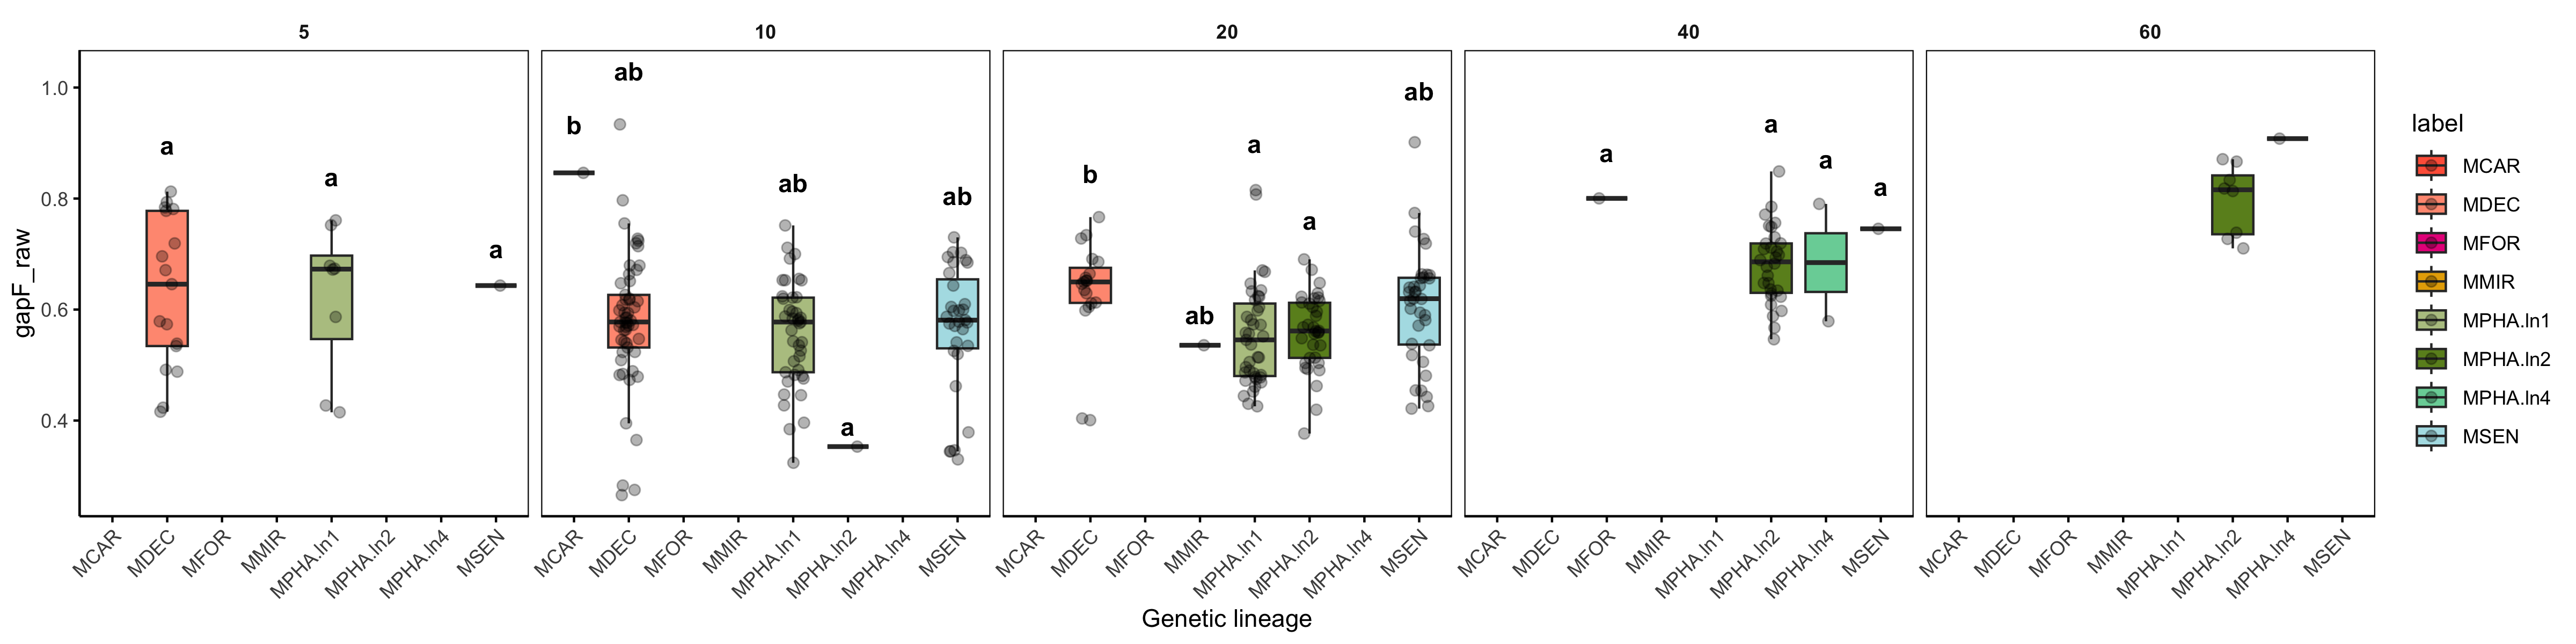 5
10
20
40
60
gapF_raw
1.0
0.8
0.6
0.4
a
a
a
b
ab
ab
a
ab
b
ab
a
a
ab
a
a
a
a
MCAR
MDEC
MFOR
MMIR
MPHA.ln1
MPHA.ln2
MPHA.ln4
MSEN
MCAR
MDEC
MFOR
MMIR
MPHA.ln1
MPHA.ln2
MPHA.ln4
MSEN
MCAR
MDEC
MFOR
MMIR
MPHA.ln1
MPHA.ln2
MPHA.ln4
MSEN
MCAR
MDEC
MFOR
MMIR
MPHA.ln1
MPHA.ln2
MPHA.ln4
MSEN
MCAR
MDEC
MFOR
MMIR
MPHA.ln1
MPHA.ln2
MPHA.ln4
MSEN
Genetic lineage
label
MCAR
MDEC
MFOR
MMIR
MPHA.ln1
MPHA.ln2
MPHA.ln4
MSEN